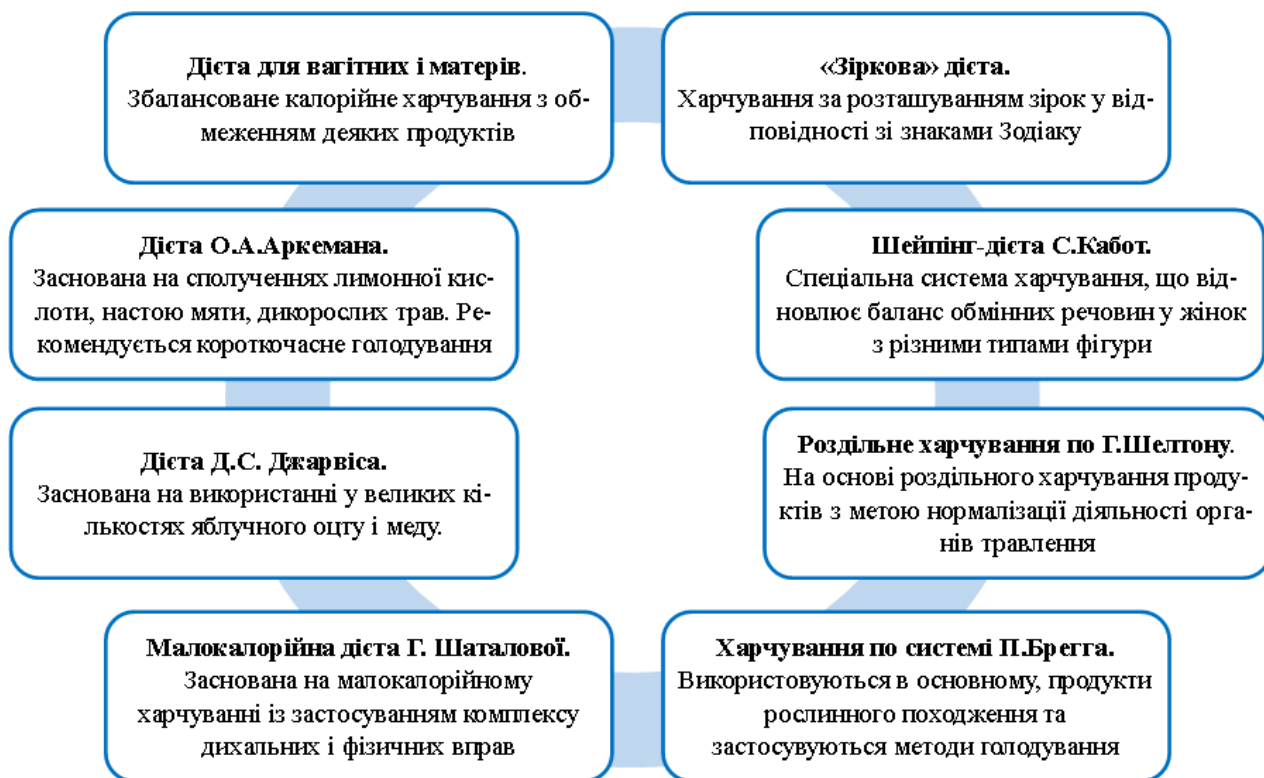 Дієта для вагітних і матерів.
Збалансоване калорійне харчування з об-
меженням деяких продуктів
«Зіркова» дієта.
Харчування за розташуванням зірок у від-
повідності зі знаками Зодіаку
Дієта О.А.Аркемана.
Заснована на сполученнях лимонної кис-
лоти, настою мяти, дикорослих трав. Ре-
комендується короткочасне голодування
Шейпінг-дієта С.Кабот.
Спеціальна система харчування, що від-
новлює баланс обмінних речовин у жінок
з різними типами фігури
Дієта Д.С. Джарвіса.
Заснована на використанні у великих кі-
лькостях яблучного оцту і меду.
Роздільне харчування по Г.Шелтону.
На основі роздільного харчування проду-
ктів з метою нормалізації діяльності орга-
нів травлення
Малокалорійна дієта Г. Шаталової.
Заснована на малокалорійному
харчуванні із застосуванням комплексу
дихальних і фізичних вправ
Харчування по системі П.Брегга.
Використовуються в основному, продукти
рослинного походження та
застосувуються методи голодування